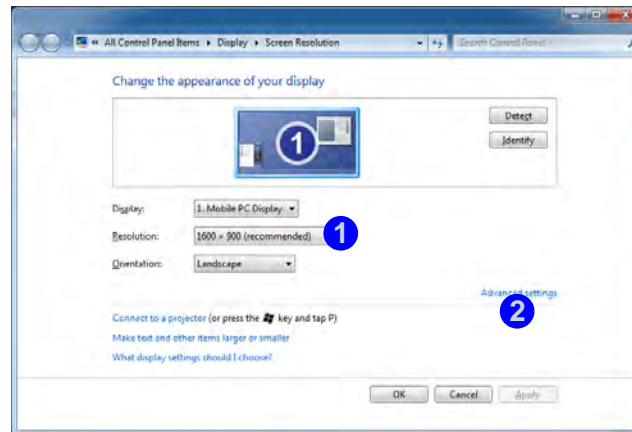 « All Control Panel Items ▸ Display ▸ Screen Resolution
Search Control Panel
Change the appearance of your display
1
Detect
Identify
Display: 1. Mobile PC Display
Resolution: 1600 × 900 (recommended) 1
Orientation: Landscape
Advanced settings
2
Connect to a projector (or press the key and tap P)
Make text and other items larger or smaller
What display settings should I choose?
OK Cancel Apply